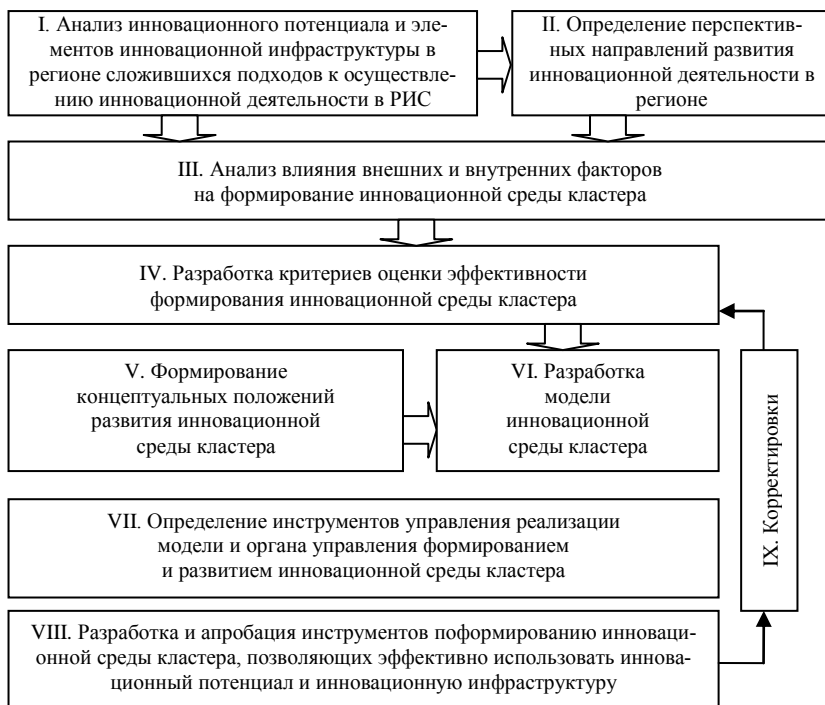 I. Анализ инновационного потенциала и эле-
ментов инновационной инфраструктуры в
регионе сложившихся подходов к осуществле-
нию инновационной деятельности в РИС
II. Определение перспектив-
ных направлений развития
инновационной деятельности в
регионе
III. Анализ влияния внешних и внутренних факторов
на формирование инновационной среды кластера
IV. Разработка критериев оценки эффективности
формирования инновационной среды кластера
V. Формирование
концептуальных положений
развития инновационной
среды кластера
VI. Разработка
модели
инновационной
среды кластера
VII. Определение инструментов управления реализации
модели и органа управления формированием
и развитием инновационной среды кластера
VIII. Разработка и апробация инструментов поформированию инноваци-
онной среды кластера, позволяющих эффективно использовать иннова-
ционный потенциал и инновационную инфраструктуру
IX. Корректировки